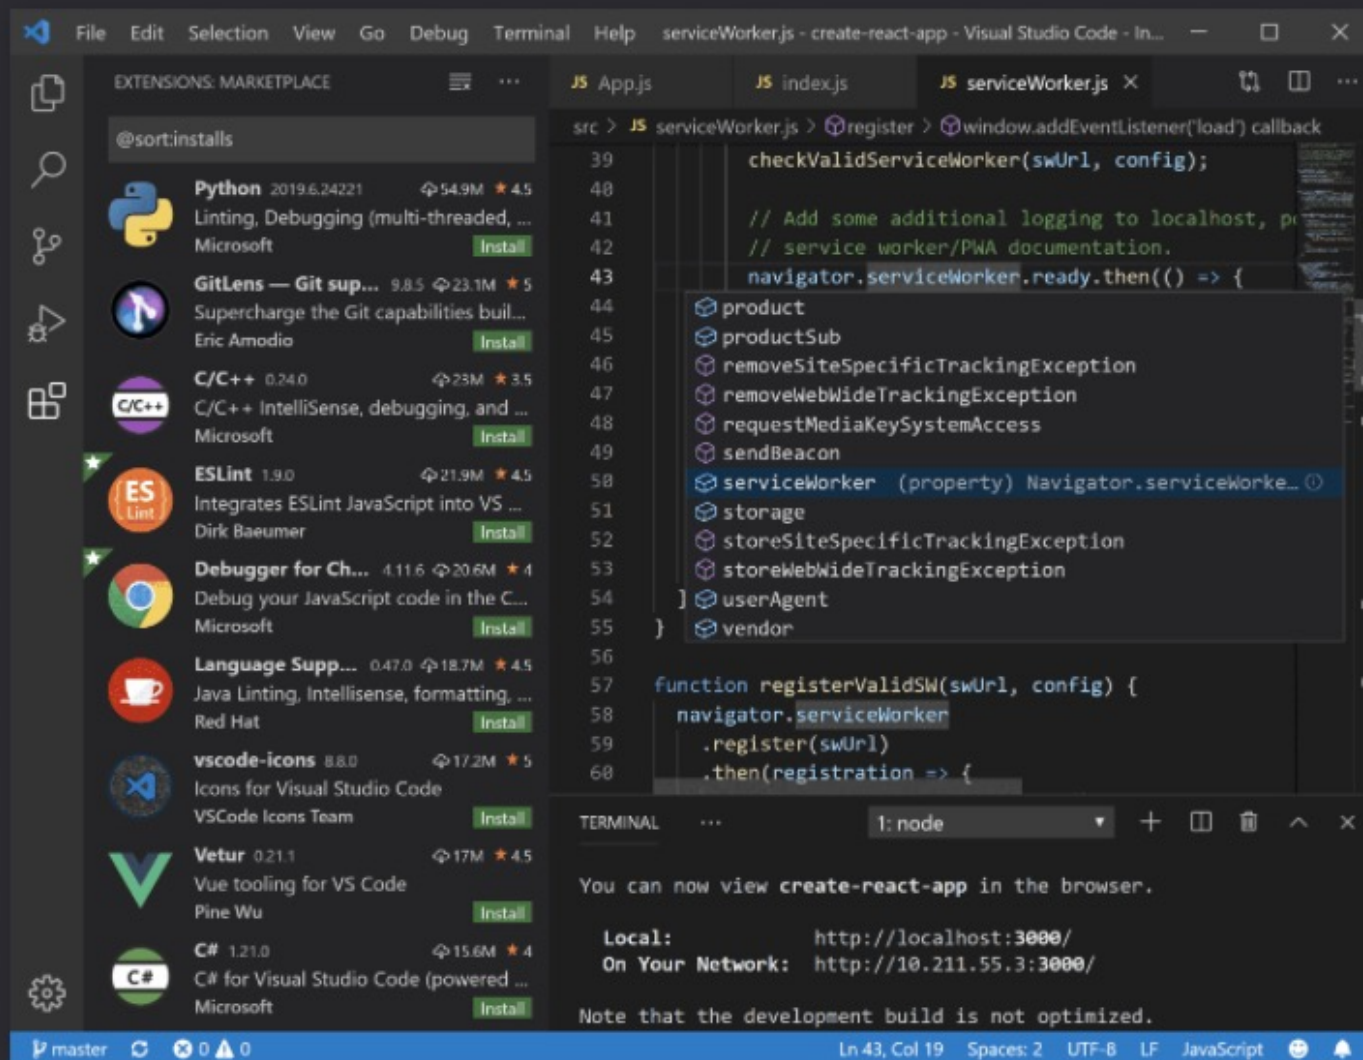 File Edit Selection View Go Debug Terminal Help serviceWorker.js - create-react-app - Visual Studio Code - In...
EXTENSIONS: MARKETPLACE
@sort:installs
Python 2019.6.24221 54.9M ★ 4.5
Linting, Debugging (multi-threaded, ...
Microsoft Install
GitLens — Git sup... 9.8.5 23.1M ★ 5
Supercharge the Git capabilities buil...
Eric Amodio Install
C/C++
C/C++ 0.24.0 23M ★ 3.5
C/C++ IntelliSense, debugging, and ...
Microsoft Install
ES
Lint
ESLint 1.9.0 21.9M ★ 4.5
Integrates ESLint JavaScript into VS ...
Dirk Baeumer Install
Debugger for Ch... 4.11.6 20.6M ★ 4
Debug your JavaScript code in the C...
Microsoft Install
Language Supp... 0.47.0 18.7M ★ 4.5
Java Linting, Intellisense, formatting, ...
Red Hat Install
vscode-icons 8.8.0 17.2M ★ 5
Icons for Visual Studio Code
VSCode Icons Team Install
Vetur 0.21.1 17M ★ 4.5
Vue tooling for VS Code
Pine Wu Install
C#
C# 1.21.0 15.6M ★ 4
C# for Visual Studio Code (powered ...
Microsoft Install
JS App.js JS index.js JS serviceWorker.js ×
src > JS serviceWorker.js > register > window.addEventListener('load') callback
39 checkValidServiceWorker(swUrl, config);
40
41 // Add some additional logging to localhost, po
42 // service worker/PWA documentation.
43 navigator.serviceWorker.ready.then(() => {
44 product
45 productSub
46 removeSiteSpecificTrackingException
47 removeWebWideTrackingException
48 requestMediaKeySystemAccess
49 sendBeacon
50 serviceWorker (property) Navigator.serviceWorke...
51 storage
52 storeSiteSpecificTrackingException
53 storeWebWideTrackingException
54 } userAgent
55 } vendor
56
57 function registerValidSW(swUrl, config) {
58 navigator.serviceWorker
59 .register(swUrl)
60 .then(registration => {
TERMINAL ... 1: node
You can now view create-react-app in the browser.
Local: http://localhost:3000/
On Your Network: http://10.211.55.3:3000/
Note that the development build is not optimized.
master 0 0 Ln 43, Col 19 Spaces: 2 UTF-8 LF JavaScript